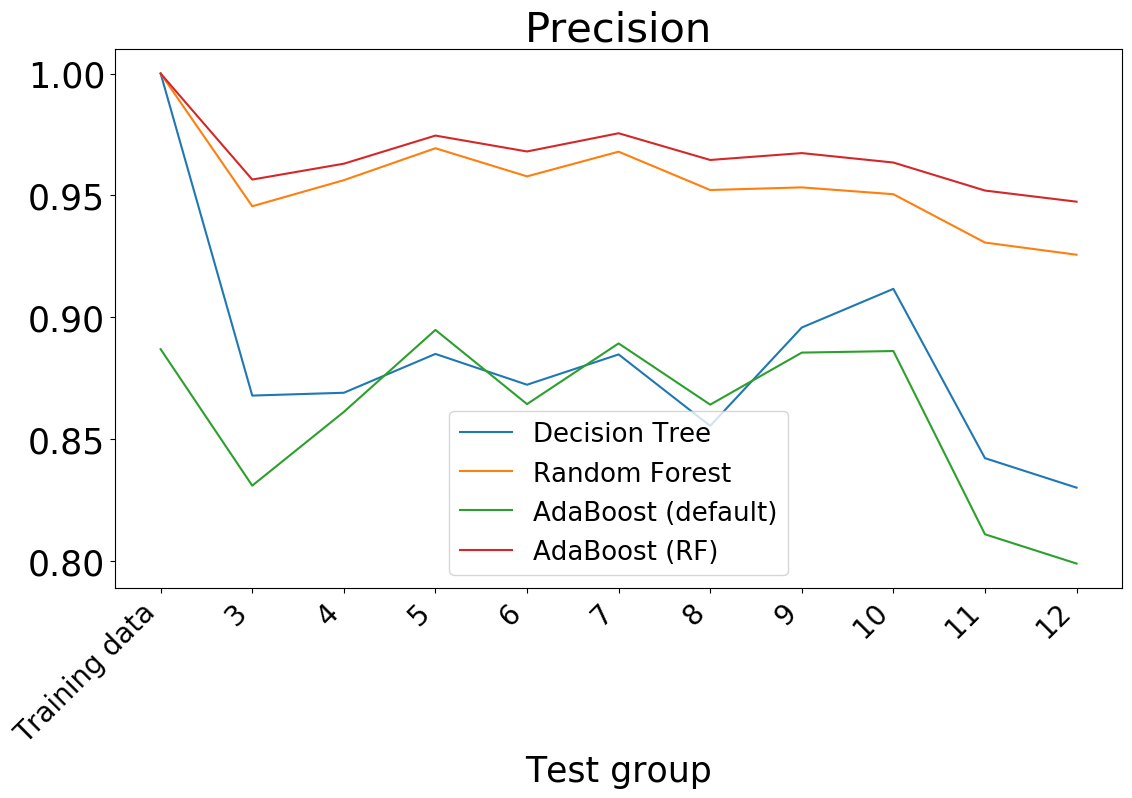 Precision
1.00
0.95
0.90
0.85
0.80
Decision Tree
Random Forest
AdaBoost (default)
AdaBoost (RF)
Training data
3
4
5
6
7
8
9
10
11
12
Test group